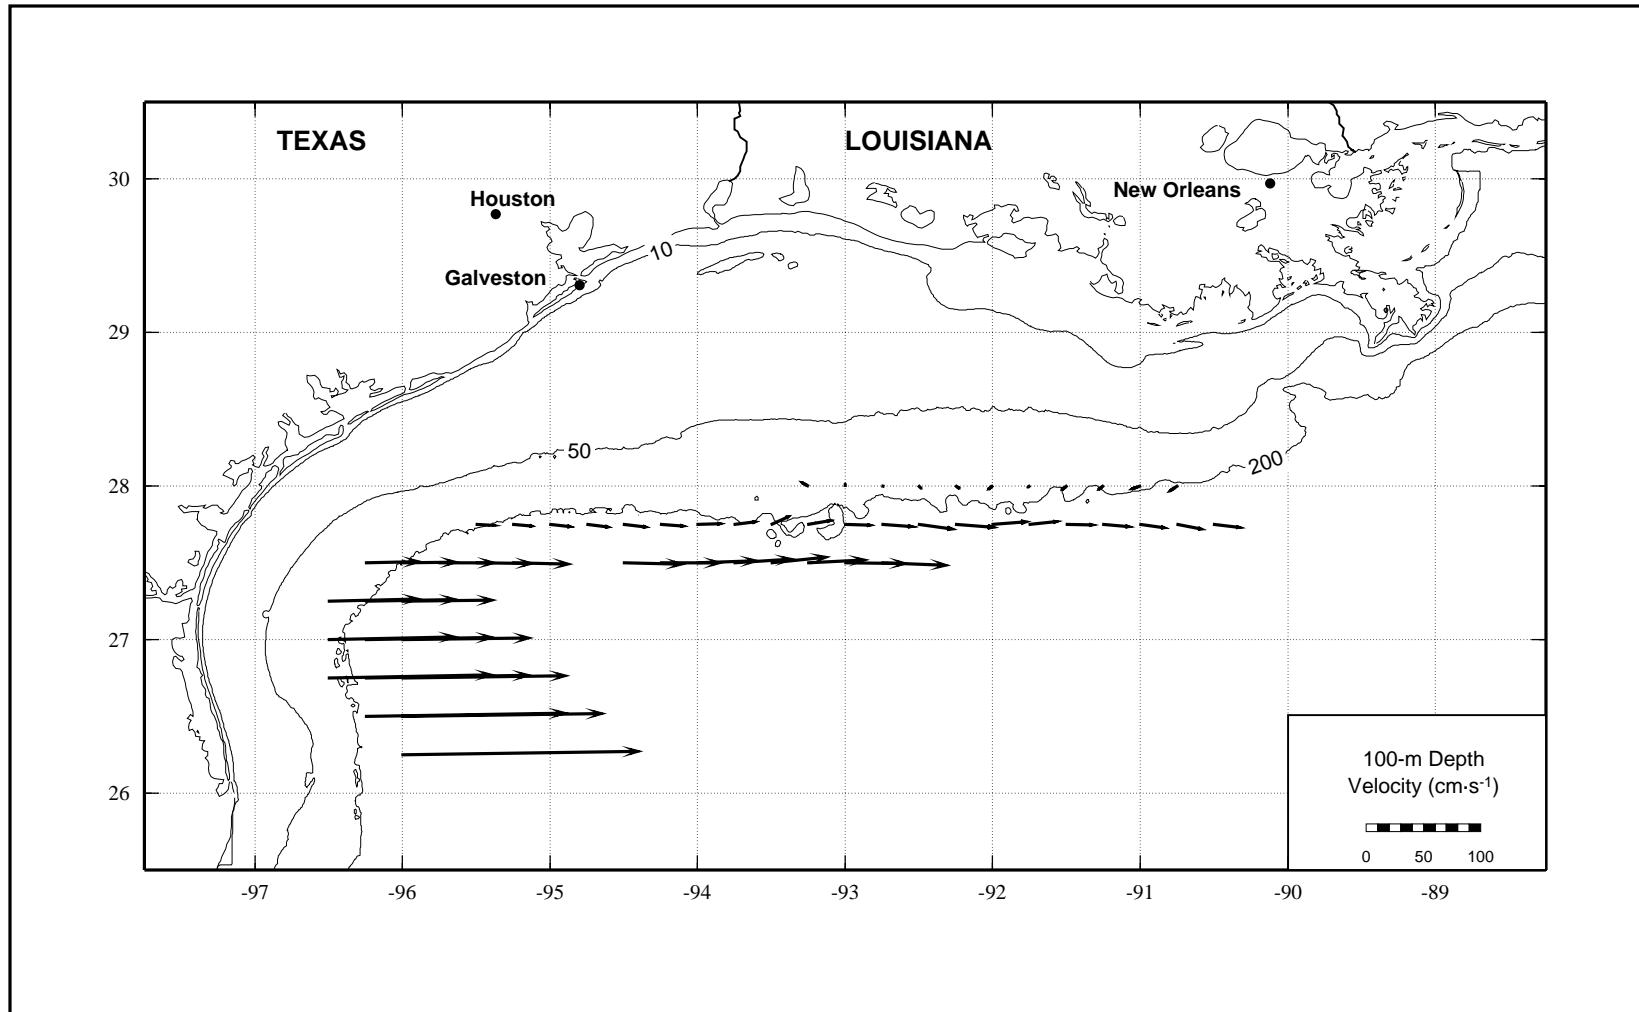 TEXAS
LOUISIANA
30
New Orleans
Houston
10
Galveston
29
50
200
28
27
100-m Depth
Velocity (cm·s-1)
26
0 50 100
-97 -96 -95 -94 -93 -92 -91 -90 -89